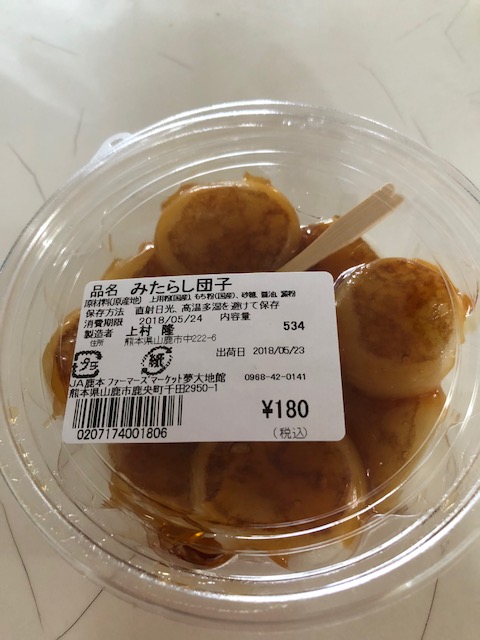 品名 みたらし団子
原材料(原産地) 上用粉(国産)、もち粉(国産)、砂糖、醤油、澱粉
保存方法 直射日光、高温多湿を避けて保存
消費期限 2018/05/24 内容量
534
製造者 上村 隆
住所 熊本県山鹿市中222-6
プラ
紙
出荷日 2018/05/23
JA鹿本 ファーマーズマーケット夢大地館 0968-42-0141
熊本県山鹿市鹿央町千田2950-1
0207174001806
¥180
(税込)